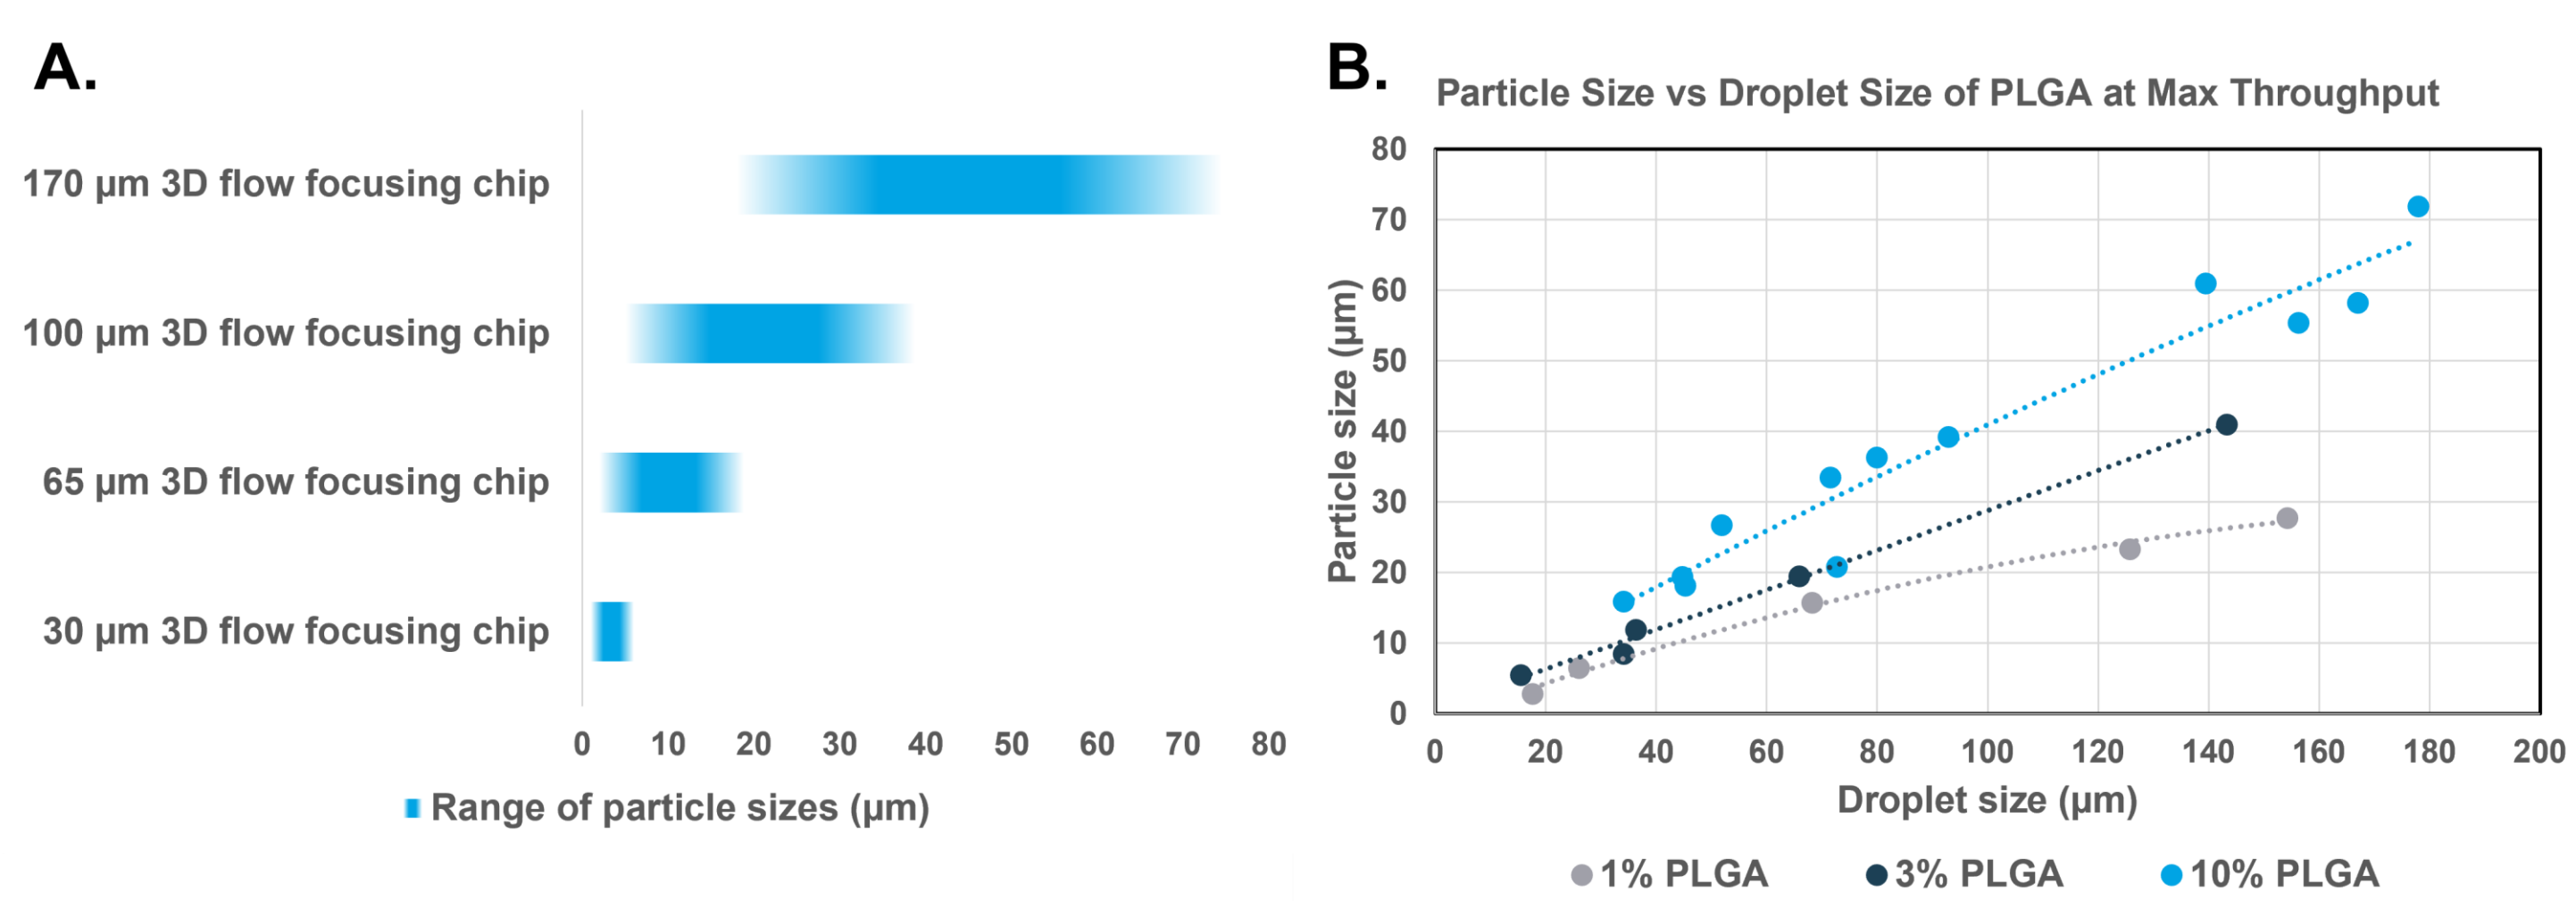 A.
170 µm 3D flow focusing chip
100 µm 3D flow focusing chip
65 µm 3D flow focusing chip
30 µm 3D flow focusing chip
0 10 20 30 40 50 60 70 80
Range of particle sizes (µm)
B.
Particle Size vs Droplet Size of PLGA at Max Throughput
Particle size (µm)
80
70
60
50
40
30
20
10
0
0 20 40 60 80 100 120 140 160 180 200
Droplet size (µm)
1% PLGA 3% PLGA 10% PLGA